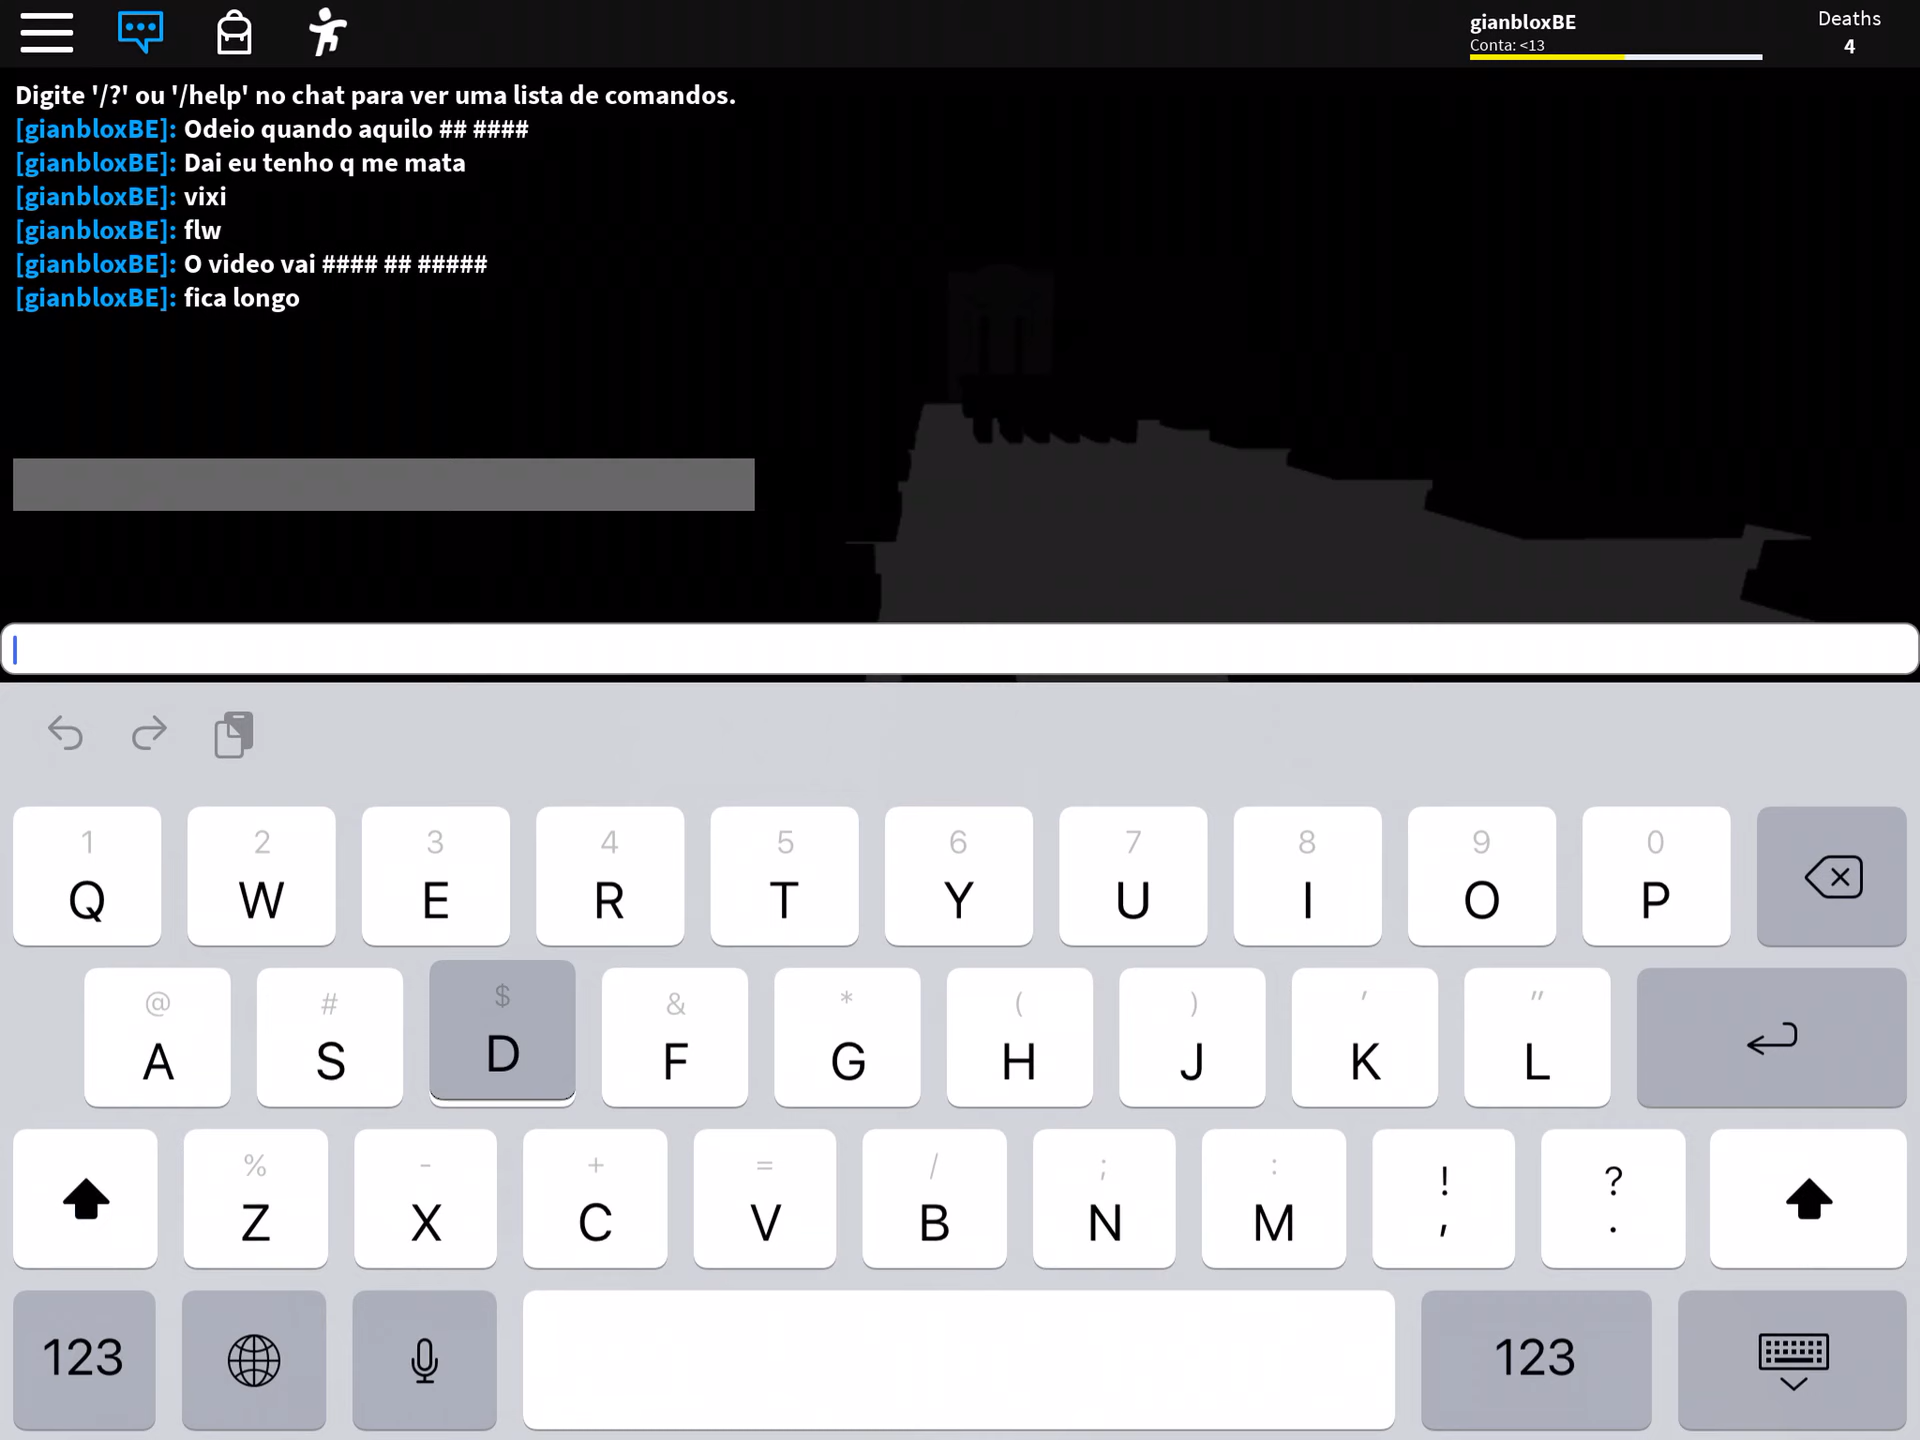 gianbloxBE
Conta: <13
Deaths
4
Digite '/?' ou '/help' no chat para ver uma lista de comandos.
[gianbloxBE]: Odeio quando aquilo ## ####
[gianbloxBE]: Dai eu tenho q me mata
[gianbloxBE]: vixi
[gianbloxBE]: flw
[gianbloxBE]: O video vai #### ## #####
[gianbloxBE]: fica longo
1 2 3 4 5 6 7 8 9 0
Q W E R T Y U I O P
@ # $ & * ( ) ' "
A S D F G H J K L
% - + = / ; : ! ?
Z X C V B N M , .
123 123